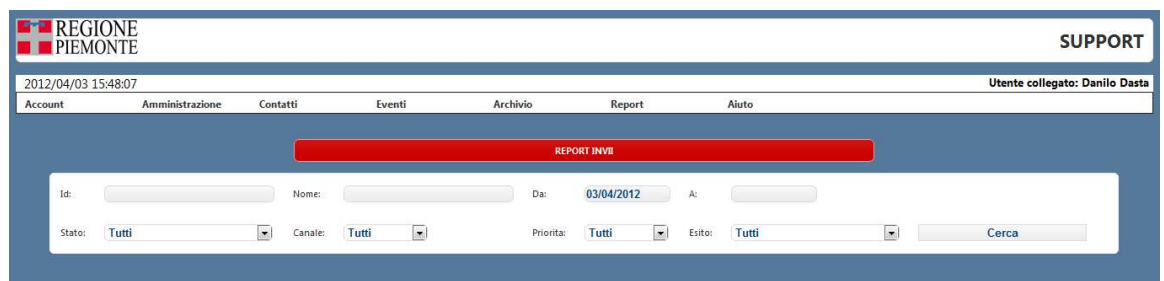 REGIONE
PIEMONTE
SUPPORT
2012/04/03 15:48:07 Utente collegato: Danilo Dasta
Account Amministrazione Contatti Eventi Archivio Report Aiuto
REPORT INVII
Id: Nome: Da: 03/04/2012 A:
Stato: Tutti Canale: Tutti Priorita: Tutti Esito: Tutti Cerca